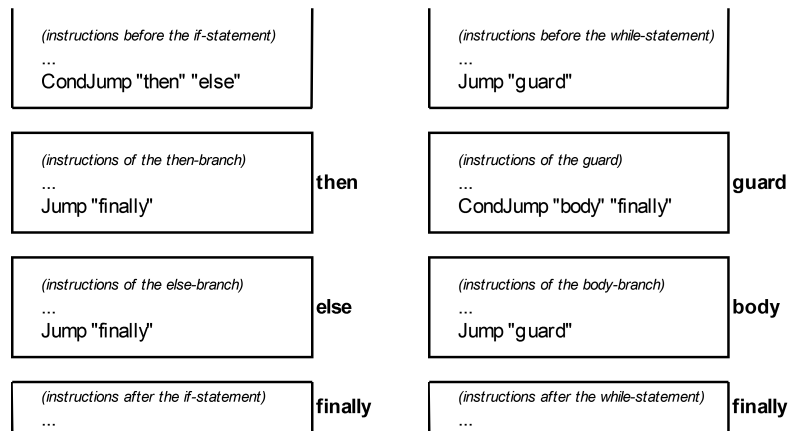 (instructions before the if-statement)
...
CondJump "then" "else"
(instructions of the then-branch)
...
Jump "finally"
then
(instructions of the else-branch)
...
Jump "finally"
else
(instructions after the if-statement)
...
finally
(instructions before the while-statement)
...
Jump "guard"
(instructions of the guard)
...
CondJump "body" "finally"
guard
(instructions of the body-branch)
...
Jump "guard"
body
(instructions after the while-statement)
...
finally